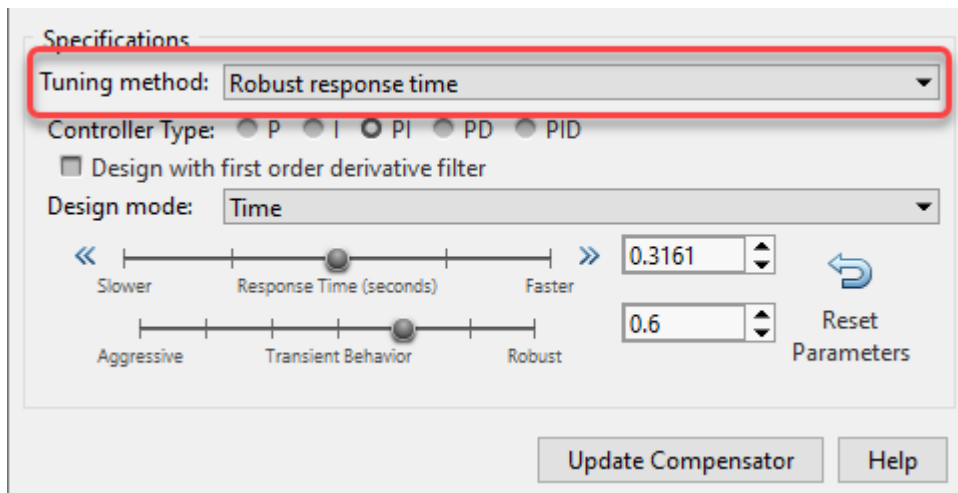 Specifications
Tuning method: Robust response time
Controller Type: P I PI PD PID
Design with first order derivative filter
Design mode: Time
0.3161
Slower Response Time (seconds) Faster
0.6 Reset
Aggressive Transient Behavior Robust Parameters
Update Compensator Help